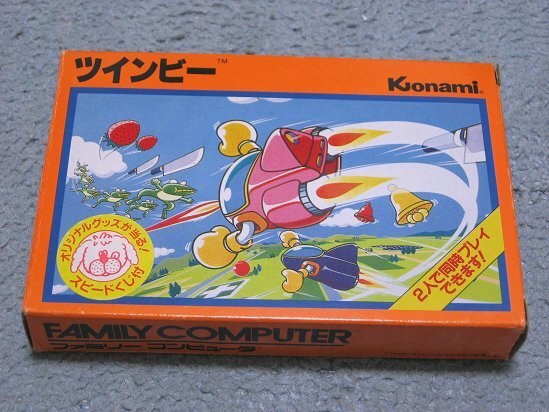 ツインビー™
Konami®
オリジナルグッズが当る!
スピードくじ付
2人で同時プレイ
できます!
FAMILY COMPUTER
ファミリー コンピュータ